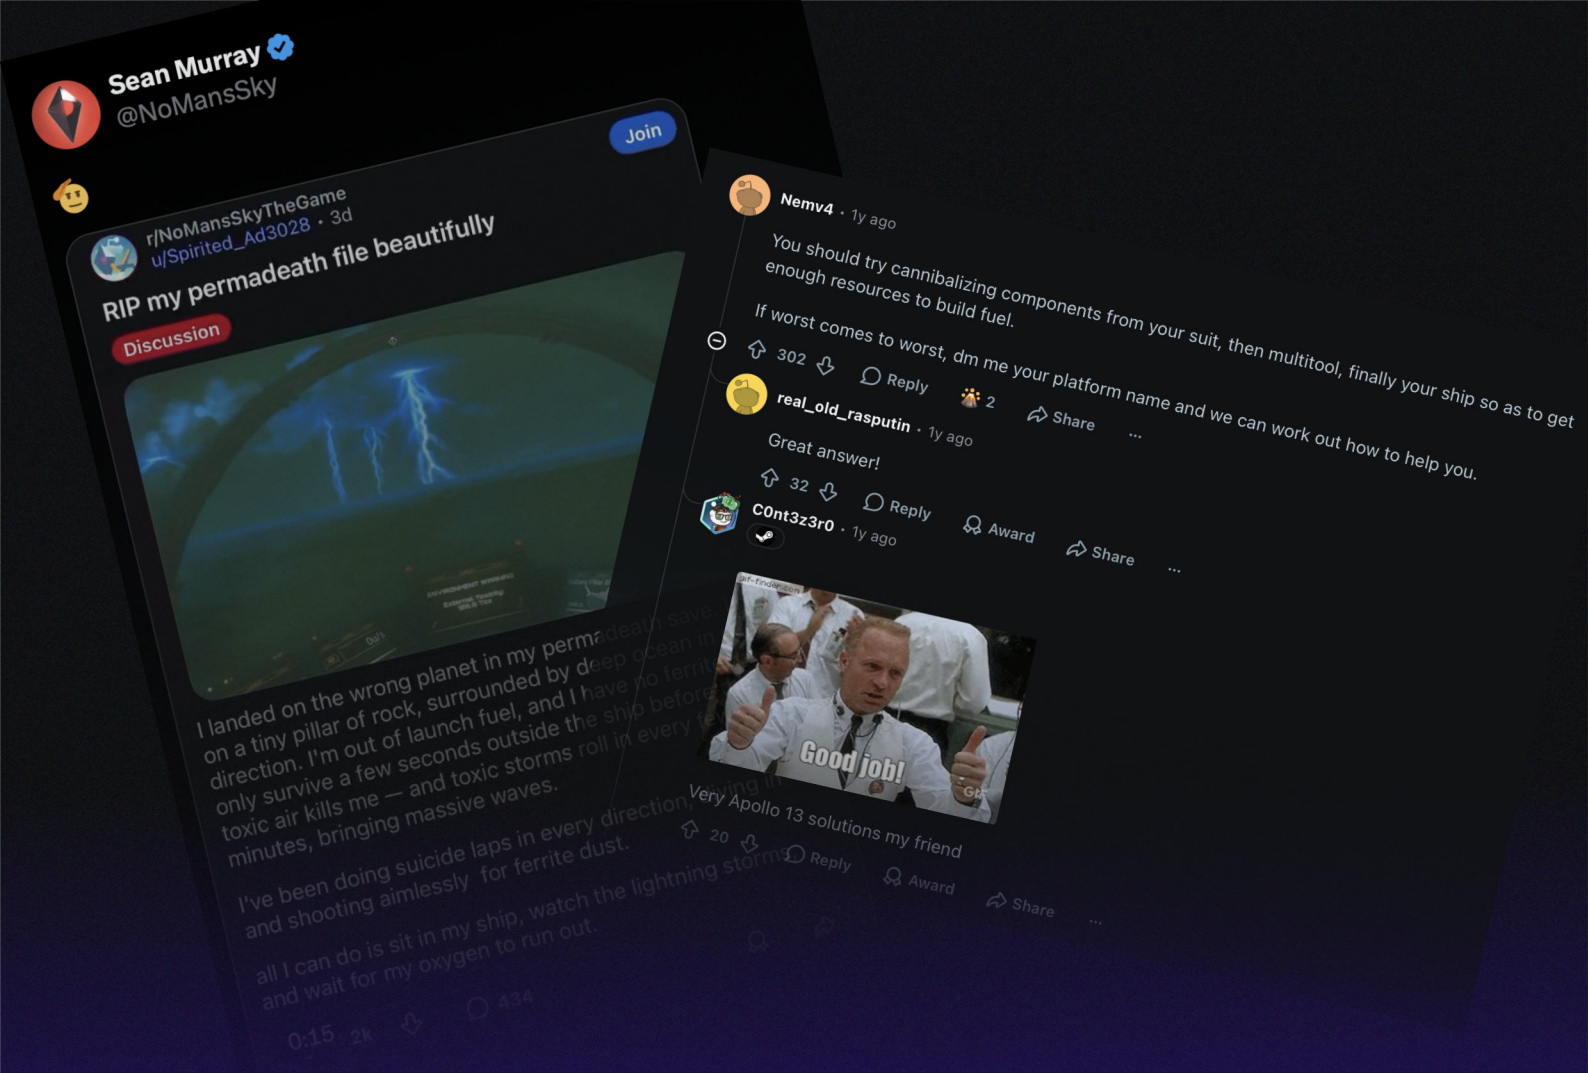 Sean Murray
@NoMansSky
Join
r/NoMansSkyTheGame
u/Spirited_Ad3028 · 3d
RIP my permadeath file beautifully
Discussion
ENVIRONMENT WARNING
External Toxicity
I landed on the wrong planet in my permadeath save,
on a tiny pillar of rock, surrounded by deep ocean in
direction. I'm out of launch fuel, and I have no ferrite
only survive a few seconds outside the ship before
toxic air kills me — and toxic storms roll in every
minutes, bringing massive waves.
I've been doing suicide laps in every direction,
and shooting aimlessly for ferrite dust.
all I can do is sit in my ship, watch the lightning storms,
and wait for my oxygen to run out.
0:15
2k
434
Nemv4 · 1y ago
You should try cannibalizing components from your suit, then multitool, finally your ship so as to get
enough resources to build fuel.
If worst comes to worst, dm me your platform name and we can work out how to help you.
302
Reply
2
Share
...
real_old_rasputin · 1y ago
Great answer!
32
Reply
Award
Share
...
C0nt3z3r0 · 1y ago
gif-finder.com
Good job!
Very Apollo 13 solutions my friend
20
Reply
Award
Share
...